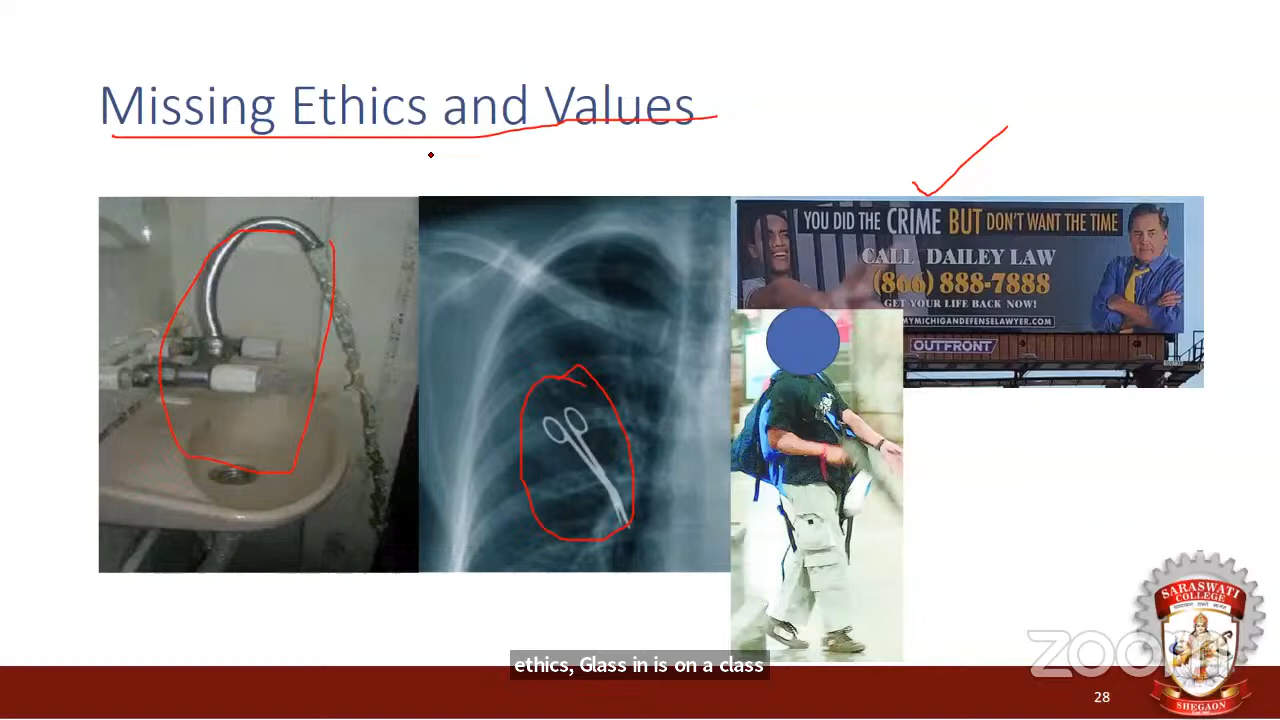 Missing Ethics and Values
YOU DID THE CRIME BUT DON'T WANT THE TIME
CALL DAILEY LAW
(866) 888-7888
GET YOUR LIFE BACK NOW!
MYMICHIGANDEFENSELAWYER.COM
OUTFRONT
ethics, Glass in is on a class
zoom
28
SARASWATI
COLLEGE
SHEGAON